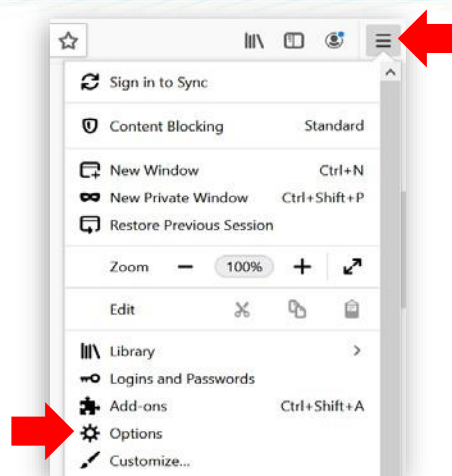 Sign in to Sync
Content Blocking Standard
New Window Ctrl+N
New Private Window Ctrl+Shift+P
Restore Previous Session
Zoom 100%
Edit
Library
Logins and Passwords
Add-ons Ctrl+Shift+A
Options
Customize...